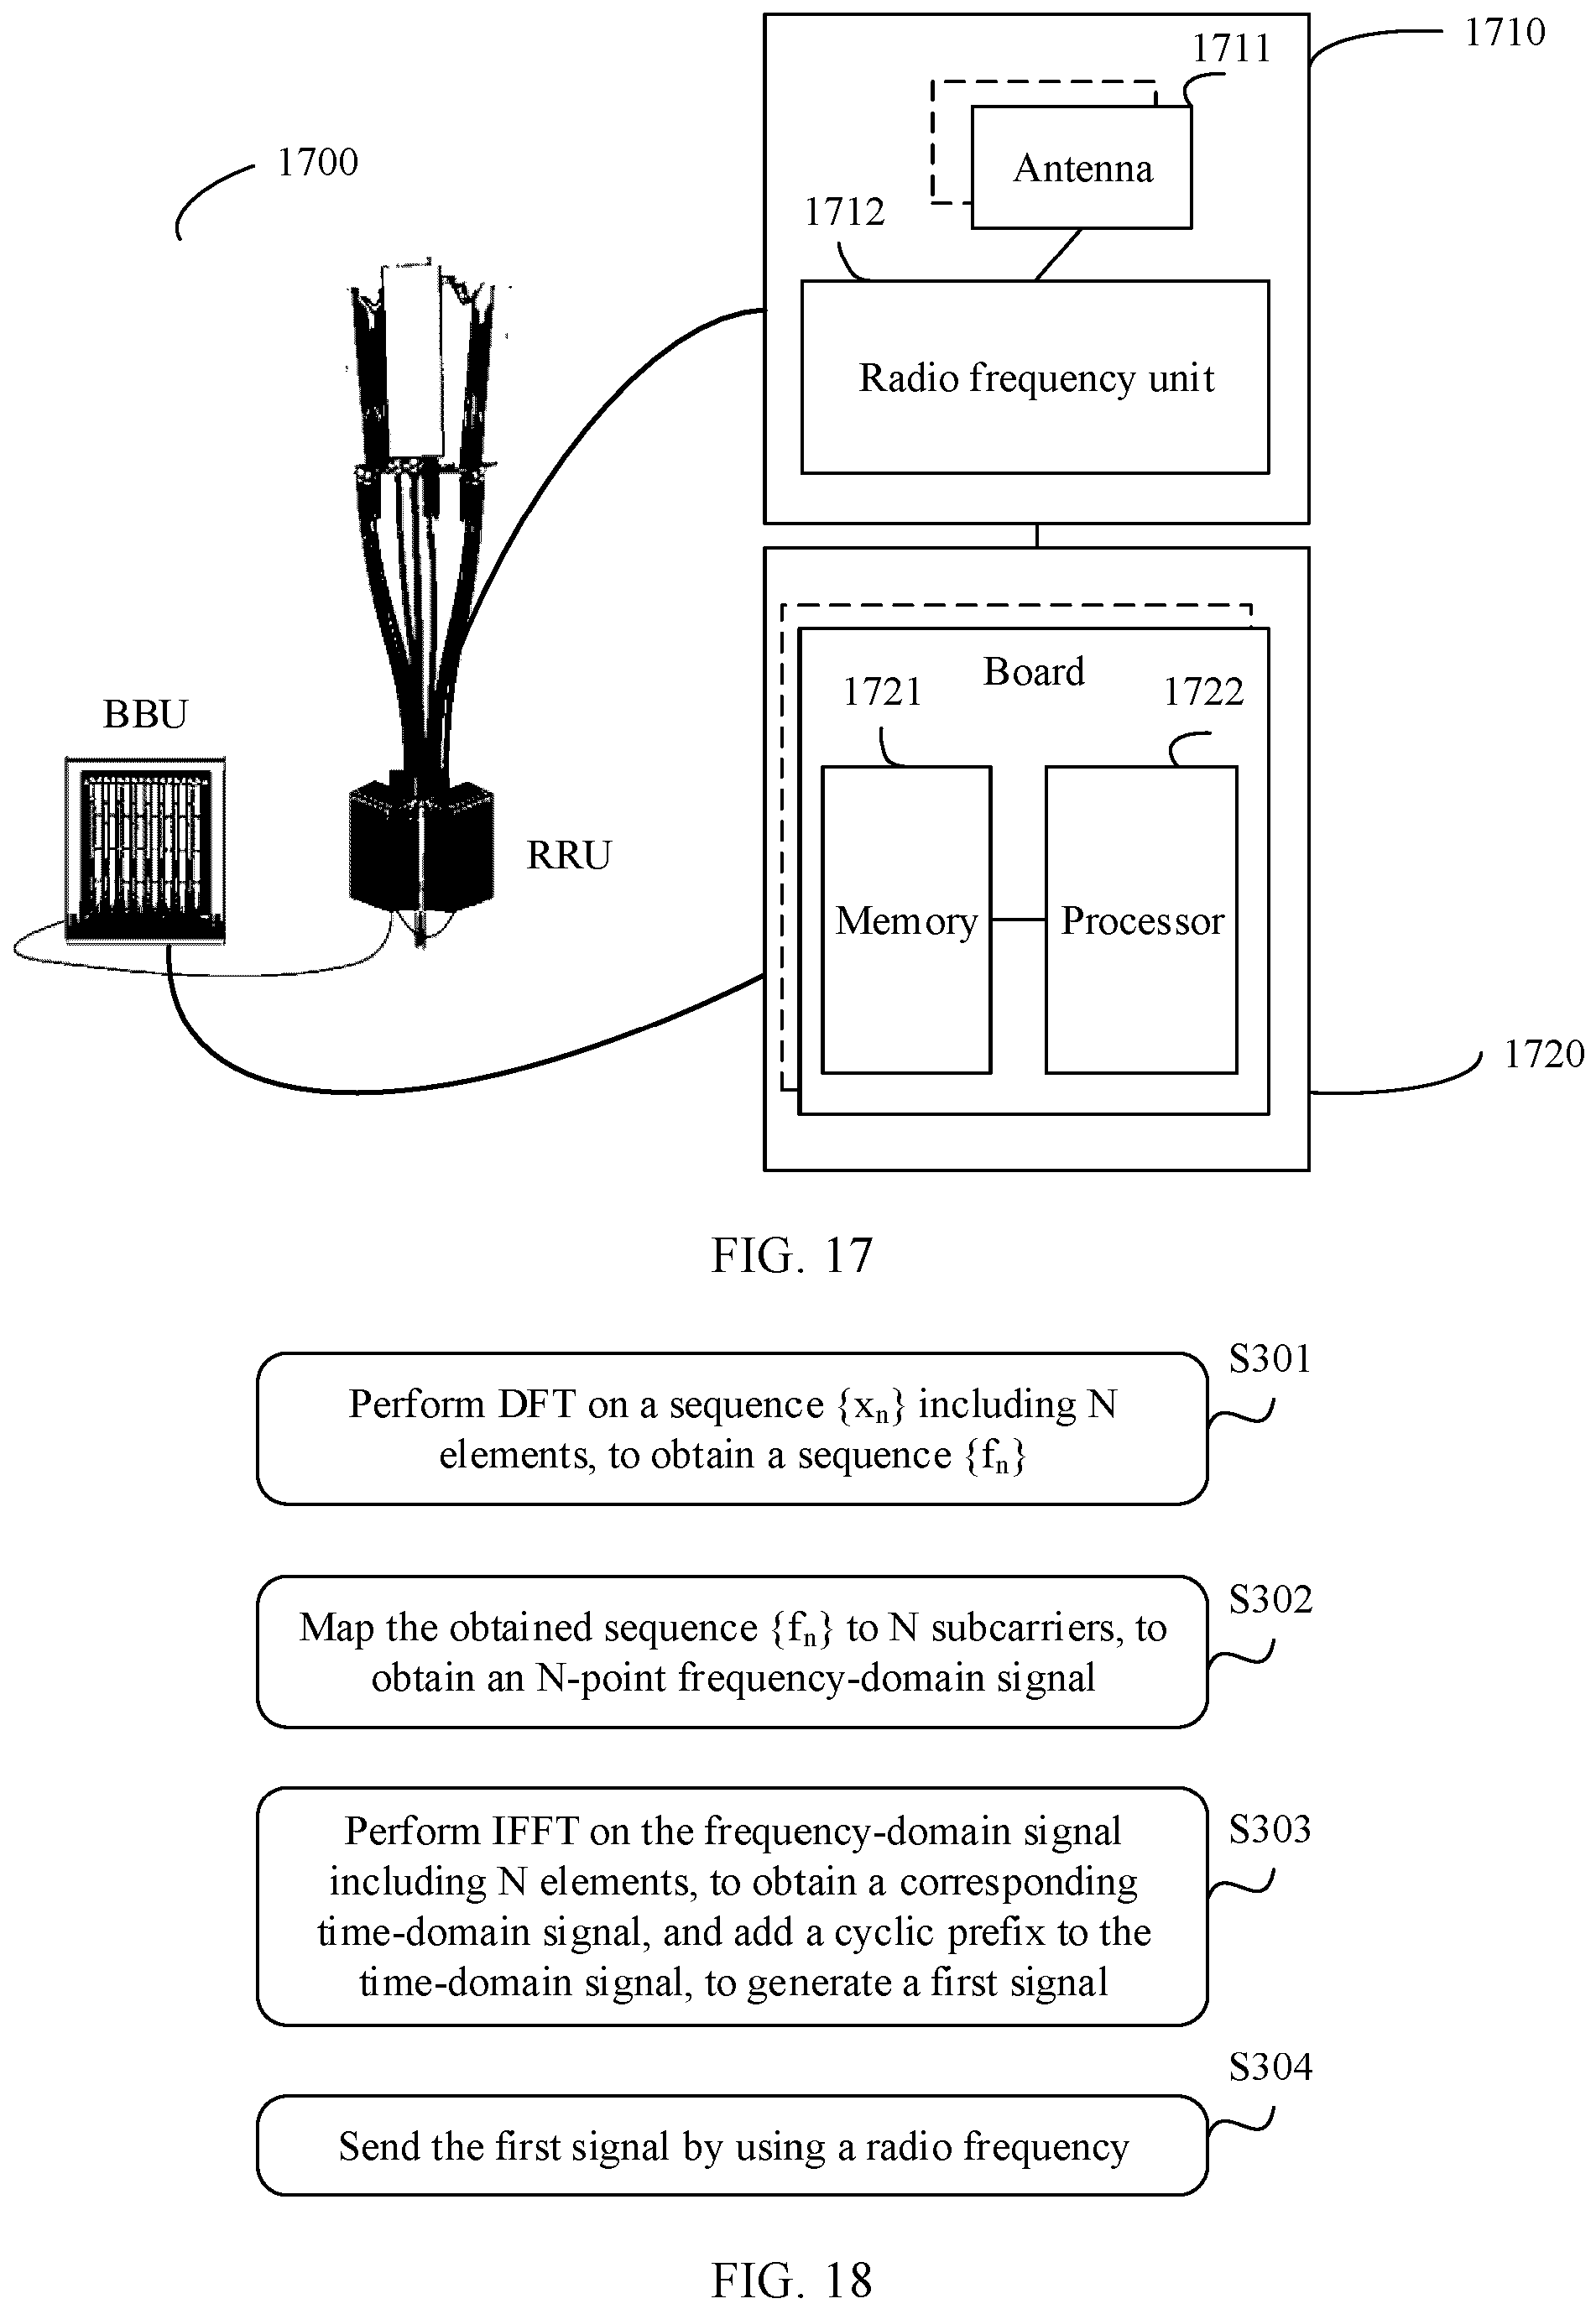 1710
1711
Antenna
1700
1712
Radio frequency unit
Board
1721
1722
BBU
RRU
Memory
Processor
1720
FIG. 17
S301
Perform DFT on a sequence {xₙ} including N
elements, to obtain a sequence {fₙ}
S302
Map the obtained sequence {fₙ} to N subcarriers, to
obtain an N-point frequency-domain signal
S303
Perform IFFT on the frequency-domain signal
including N elements, to obtain a corresponding
time-domain signal, and add a cyclic prefix to the
time-domain signal, to generate a first signal
S304
Send the first signal by using a radio frequency
FIG. 18